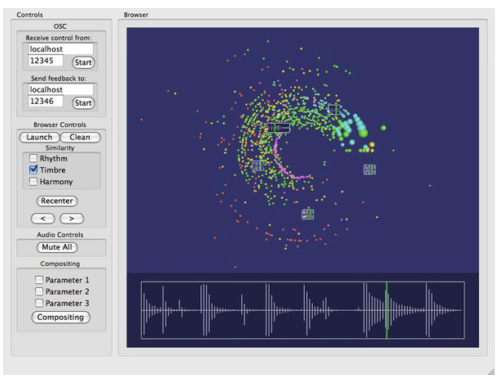 Controls
Browser
OSC
Receive control from:
localhost
12345 Start
Send feedback to:
localhost
12346 Start
Browser Controls
Launch Clean
Similarity
Rhythm
Timbre
Harmony
Recenter
< >
Audio Controls
Mute All
Compositing
Parameter 1
Parameter 2
Parameter 3
Compositing